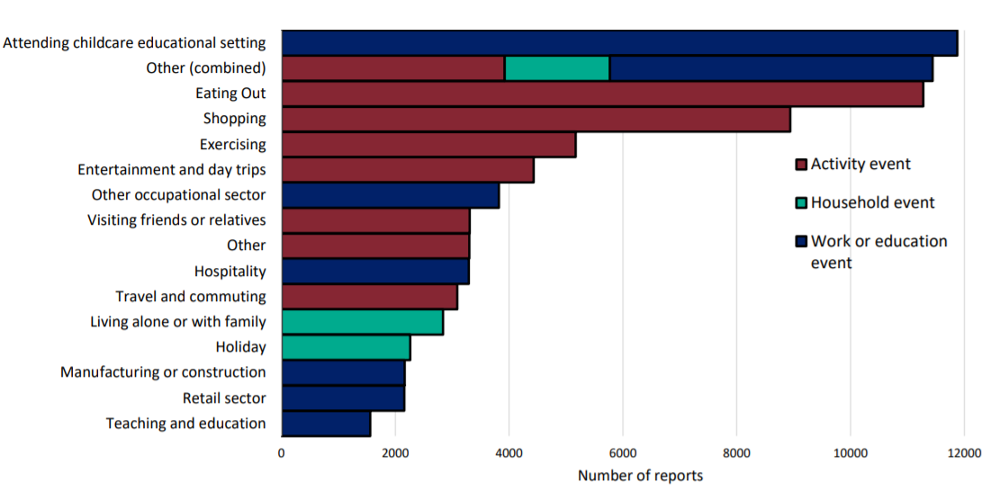 Attending childcare educational setting
Other (combined)
Eating Out
Shopping
Exercising
Entertainment and day trips
Other occupational sector
Visiting friends or relatives
Other
Hospitality
Travel and commuting
Living alone or with family
Holiday
Manufacturing or construction
Retail sector
Teaching and education
Activity event
Household event
Work or education
event
0 2000 4000 6000 8000 10000 12000
Number of reports